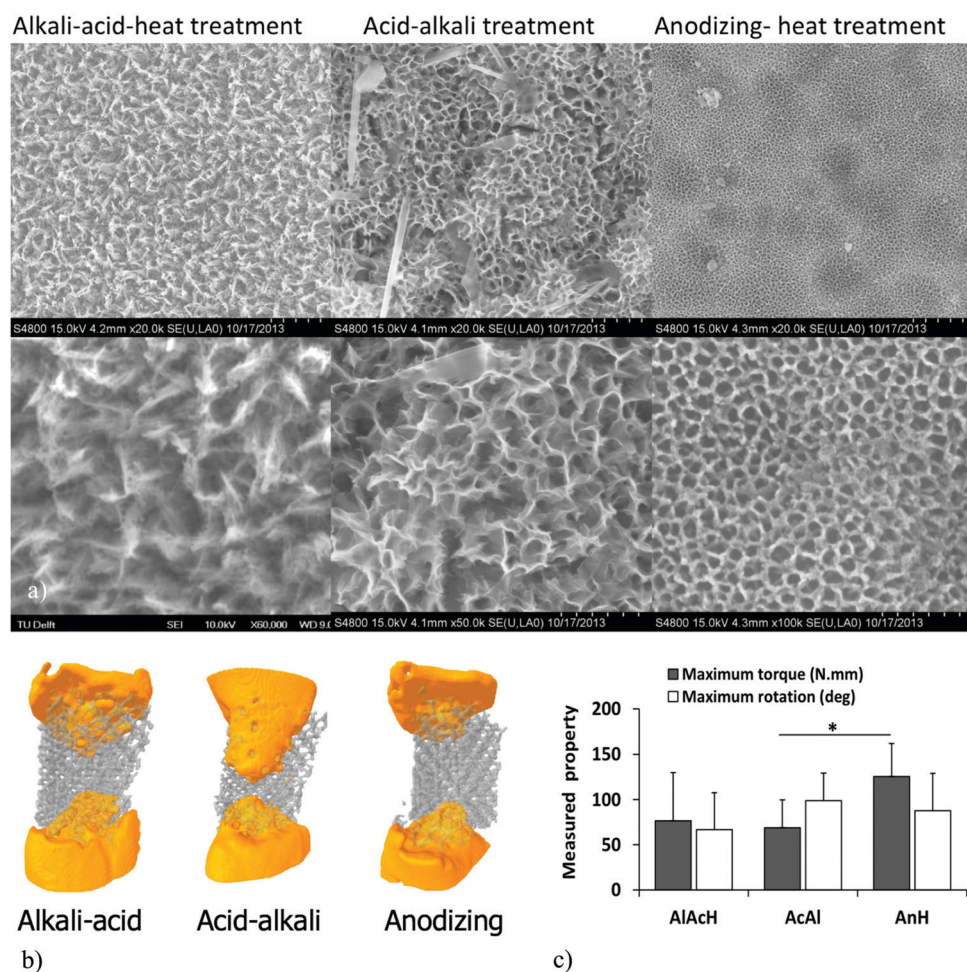 Alkali-acid-heat treatment Acid-alkali treatment Anodizing- heat treatment
S4800 15.0kV 4.2mm x20.0k SE(U,LA0) 10/17/2013 S4800 15.0kV 4.1mm x20.0k SE(U,LA0) 10/17/2013 S4800 15.0kV 4.3mm x20.0k SE(U,LA0) 10/17/2013
a)
TU Delft SEI 10.0kV X60,000 WD 9.0 S4800 15.0kV 4.1mm x50.0k SE(U,LA0) 10/17/2013 S4800 15.0kV 4.3mm x100k SE(U,LA0) 10/17/2013
Alkali-acid Acid-alkali Anodizing
b)
Maximum torque (N.mm)
Maximum rotation (deg)
Measured property
200
150
100
50
0
*
AlAcH AcAl AnH
c)